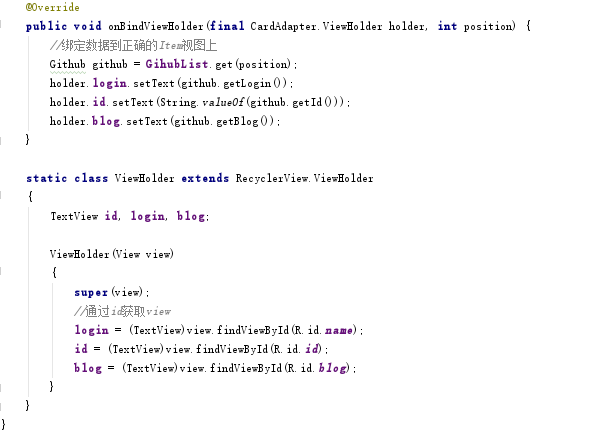 @Override
public void onBindViewHolder(final CardAdapter.ViewHolder holder, int position) {
//绑定数据到正确的Item视图上
Github github = GihubList.get(position);
holder.login.setText(github.getLogin());
holder.id.setText(String.valueOf(github.getId()));
holder.blog.setText(github.getBlog());
}
static class ViewHolder extends RecyclerView.ViewHolder
{
TextView id, login, blog;
ViewHolder(View view)
{
super(view);
//通过id获取view
login = (TextView)view.findViewById(R.id.name);
id = (TextView)view.findViewById(R.id.id);
blog = (TextView)view.findViewById(R.id.blog);
}
}
}